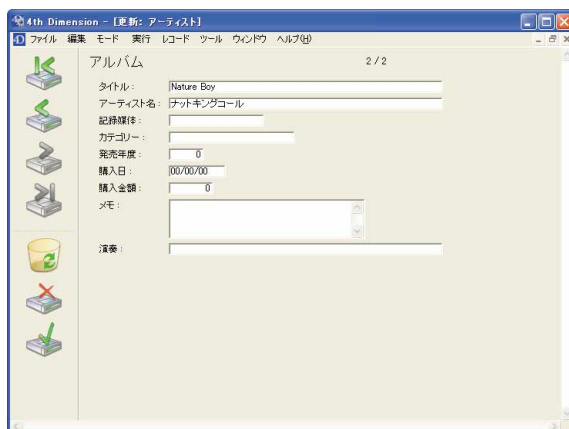 4th Dimension - [更新: アーティスト]
ファイル 編集 モード 実行 レコード ツール ウィンドウ ヘルプ(H)
アルバム 2 / 2
タイトル : Nature Boy
アーティスト名 : ナットキングコール
記録媒体 :
カテゴリー :
発売年度 : 0
購入日 : 00/00/00
購入金額 : 0
メモ :
演奏 :